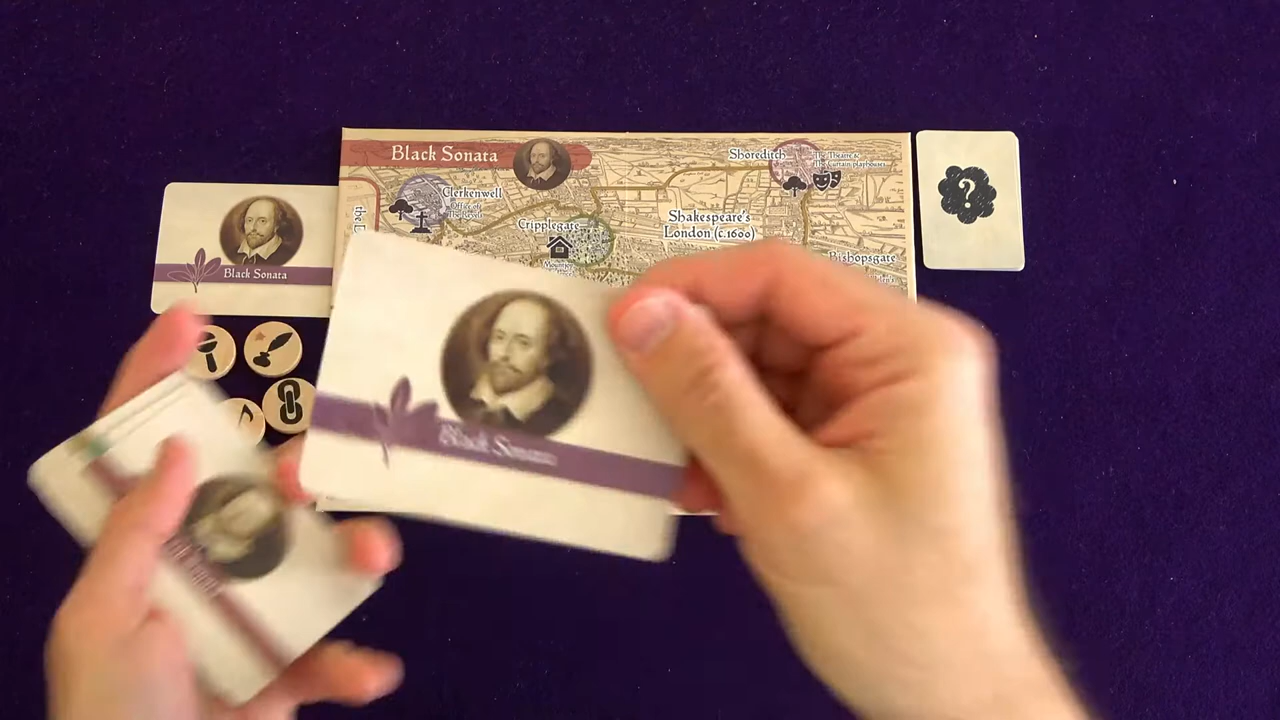 Black Sonata
Shoreditch
The Theatre &
The Curtain playhouses
Clerkenwell
Office of
The Revels
the
Cripplegate
Shakespeare's
London (c.1600)
Bishopsgate
Black Sonata
Black Sonata
?